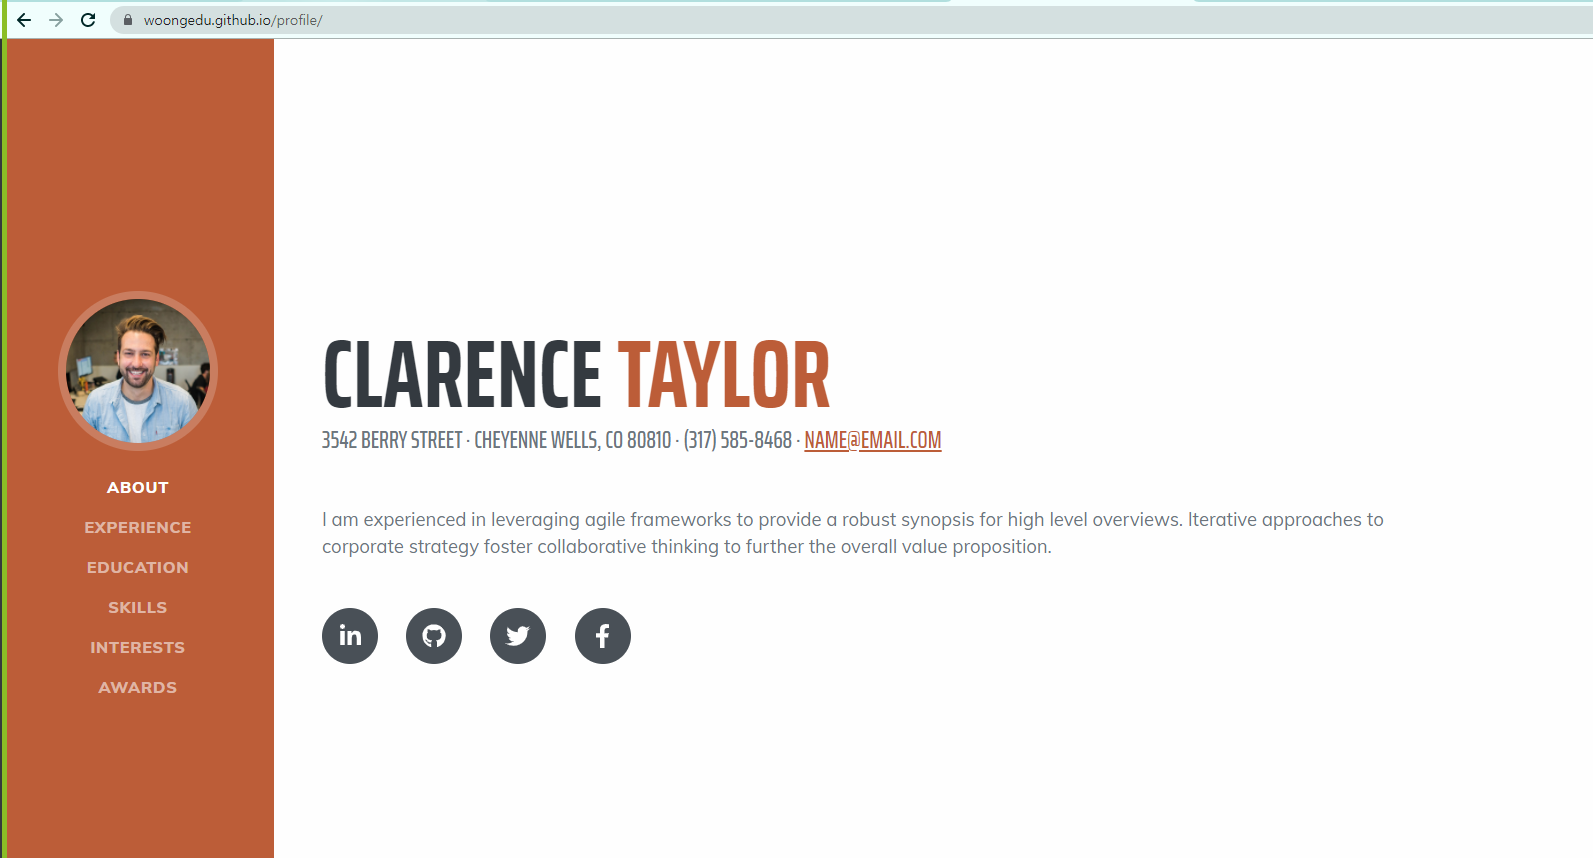 woongedu.github.io/profile/
ABOUT
EXPERIENCE
EDUCATION
SKILLS
INTERESTS
AWARDS
CLARENCE TAYLOR
3542 BERRY STREET · CHEYENNE WELLS, CO 80810 · (317) 585-8468 · NAME@EMAIL.COM
I am experienced in leveraging agile frameworks to provide a robust synopsis for high level overviews. Iterative approaches to
corporate strategy foster collaborative thinking to further the overall value proposition.
in